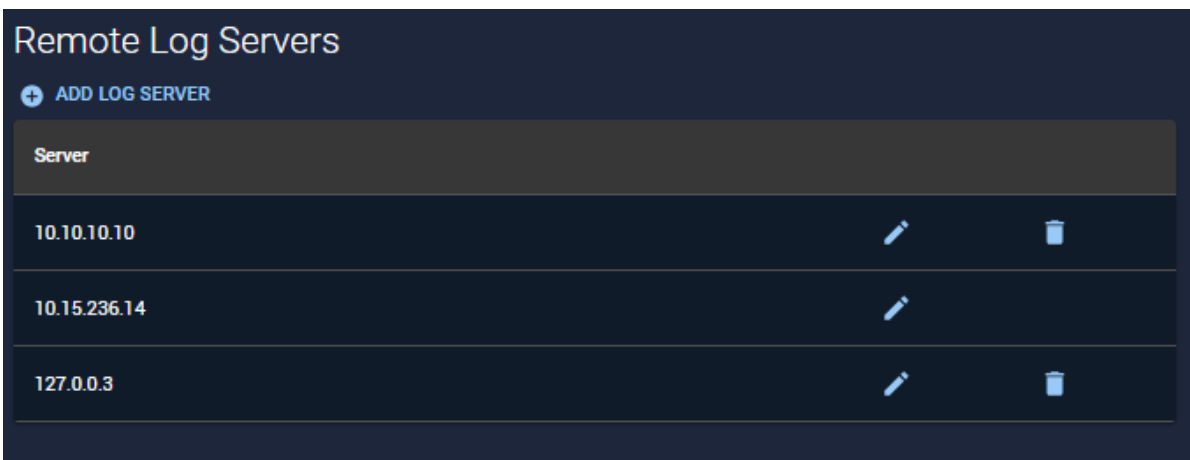 Remote Log Servers
ADD LOG SERVER
Server
10.10.10.10
10.15.236.14
127.0.0.3